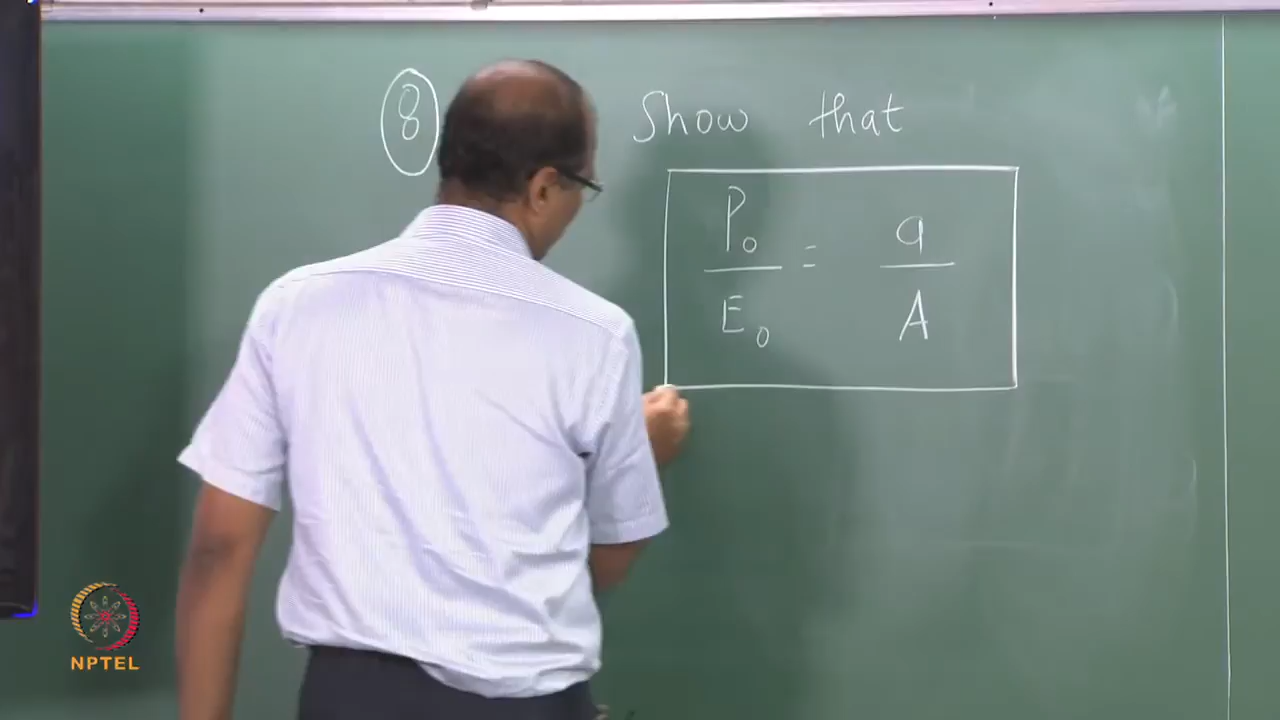 8 Show that
P₀ / E₀ = a / A
NPTEL